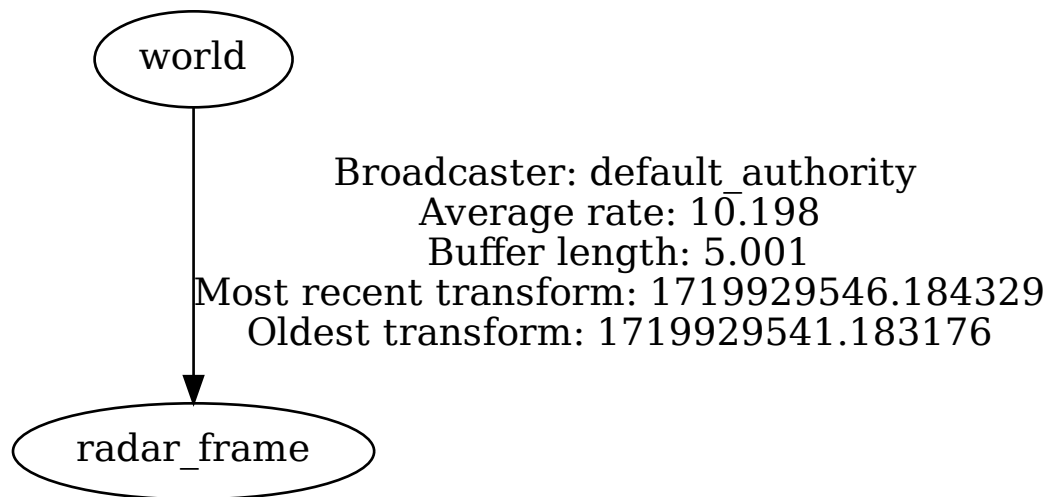 world
Broadcaster: default_authority
Average rate: 10.198
Buffer length: 5.001
Most recent transform: 1719929546.184329
Oldest transform: 1719929541.183176
radar_frame